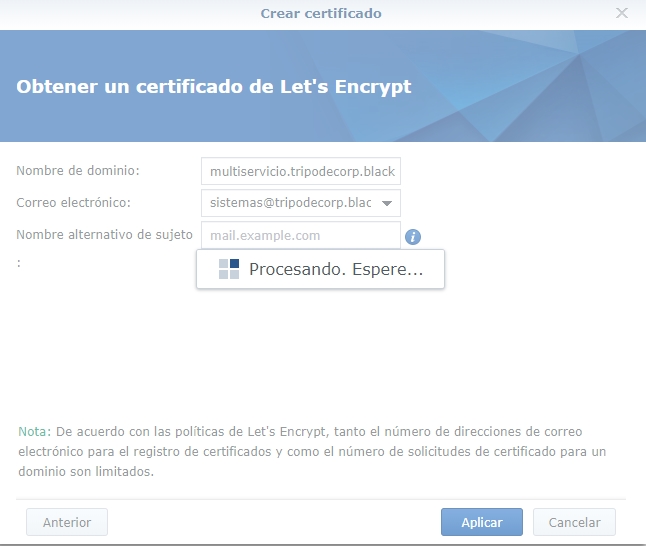 Crear certificado
Obtener un certificado de Let's Encrypt
Nombre de dominio:
multiservicio.tripodecorp.black
Correo electrónico:
sistemas@tripodecorp.blac
Nombre alternativo de sujeto
mail.example.com
:
Procesando. Espere...
Nota: De acuerdo con las políticas de Let's Encrypt, tanto el número de direcciones de correo
electrónico para el registro de certificados y como el número de solicitudes de certificado para un
dominio son limitados.
Anterior
Aplicar
Cancelar